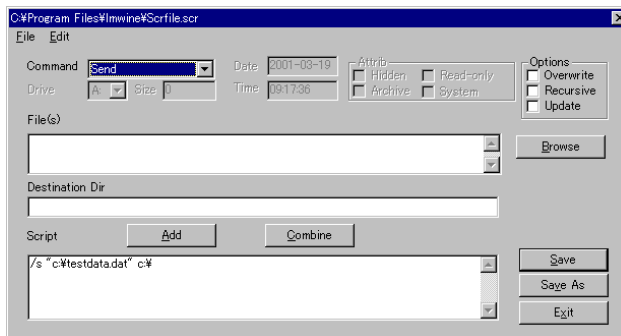 C:¥Program Files¥Imwine¥Scrfile.scr
File Edit
Command Send Date 2001-03-19 Attrib Hidden Read-only Options Overwrite
Drive A: Size 0 Time 09:17:36 Archive System Recursive
Update
File(s)
Browse
Destination Dir
Script Add Combine
/s "c:¥testdata.dat" c:¥
Save
Save As
Exit